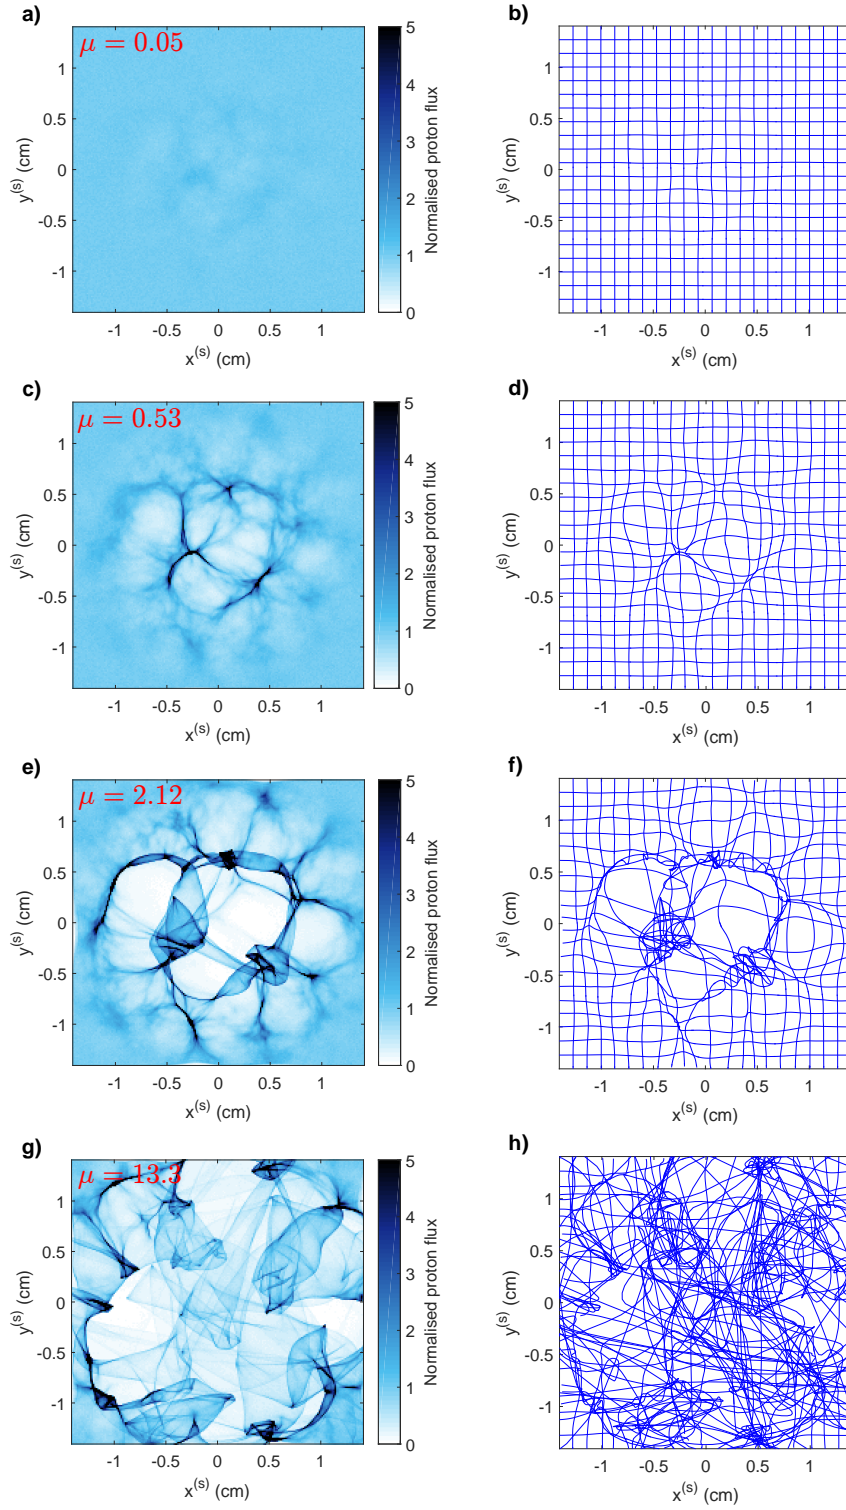 a)
μ = 0.05
1
0.5
0
-0.5
-1
y(s) (cm)
-1 -0.5 0 0.5 1
x(s) (cm)
5
4
3
2
1
0
Normalised proton flux
b)
1
0.5
0
-0.5
-1
y(s) (cm)
-1 -0.5 0 0.5 1
x(s) (cm)
c)
μ = 0.53
1
0.5
0
-0.5
-1
y(s) (cm)
-1 -0.5 0 0.5 1
x(s) (cm)
5
4
3
2
1
0
Normalised proton flux
d)
1
0.5
0
-0.5
-1
y(s) (cm)
-1 -0.5 0 0.5 1
x(s) (cm)
e)
μ = 2.12
1
0.5
0
-0.5
-1
y(s) (cm)
-1 -0.5 0 0.5 1
x(s) (cm)
5
4
3
2
1
0
Normalised proton flux
f)
1
0.5
0
-0.5
-1
y(s) (cm)
-1 -0.5 0 0.5 1
x(s) (cm)
g)
μ = 13.3
1
0.5
0
-0.5
-1
y(s) (cm)
-1 -0.5 0 0.5 1
x(s) (cm)
5
4
3
2
1
0
Normalised proton flux
h)
1
0.5
0
-0.5
-1
y(s) (cm)
-1 -0.5 0 0.5 1
x(s) (cm)